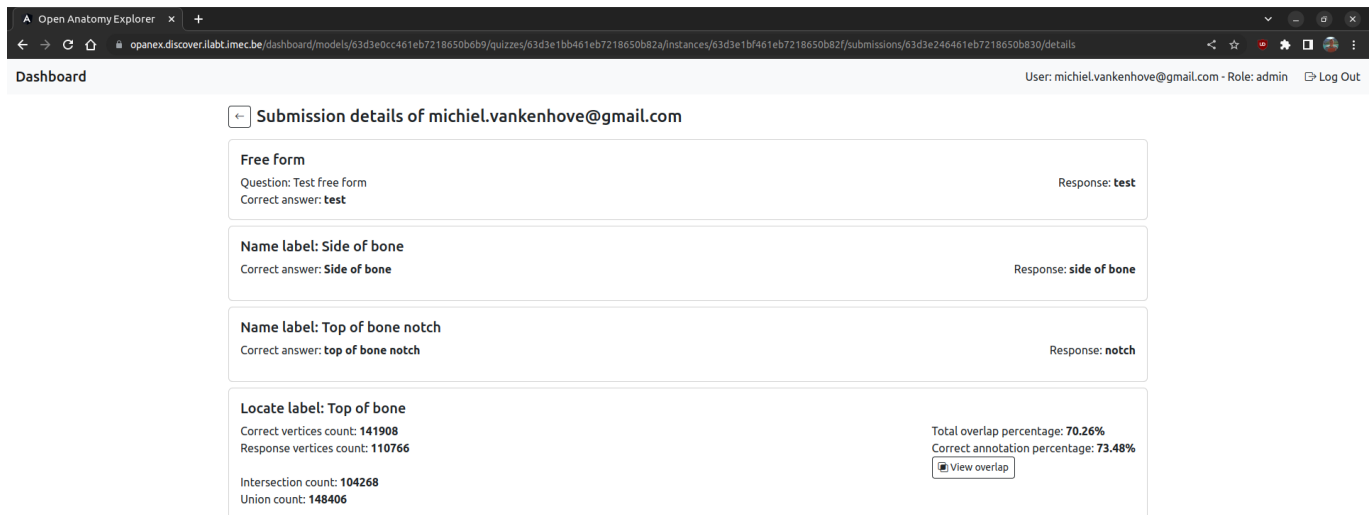 Open Anatomy Explorer
opanex.discover.ilabt.imec.be/dashboard/models/63d3e0cc461eb7218650b6b9/quizzes/63d3e1bb461eb7218650b82a/instances/63d3e1bf461eb7218650b82f/submissions/63d3e246461eb7218650b830/details
Dashboard
User: michiel.vankenhove@gmail.com - Role: admin Log Out
Submission details of michiel.vankenhove@gmail.com
Free form
Question: Test free form
Response: test
Correct answer: test
Name label: Side of bone
Correct answer: Side of bone
Response: side of bone
Name label: Top of bone notch
Correct answer: top of bone notch
Response: notch
Locate label: Top of bone
Correct vertices count: 141908
Total overlap percentage: 70.26%
Response vertices count: 110766
Correct annotation percentage: 73.48%
View overlap
Intersection count: 104268
Union count: 148406